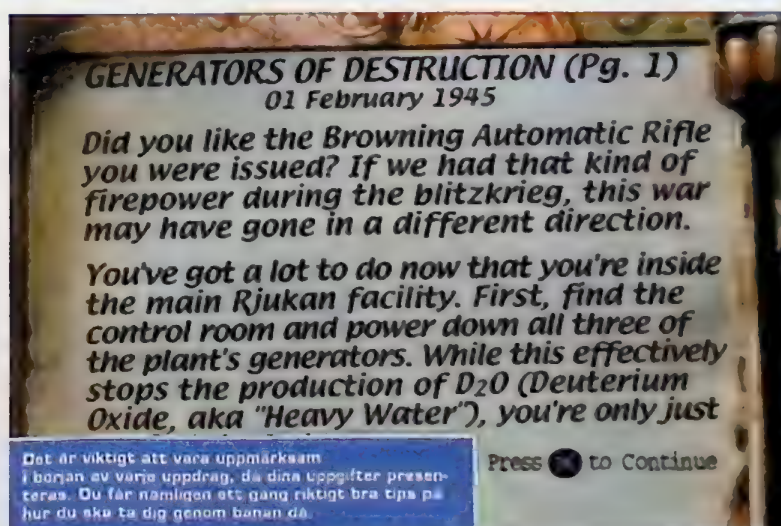 GENERATORS OF DESTRUCTION (Pg. 1)
01 February 1945
Did you like the Browning Automatic Rifle
you were issued? If we had that kind of
firepower during the blitzkrieg, this war
may have gone in a different direction.
You've got a lot to do now that you're inside
the main Rjukan facility. First, find the
control room and power down all three of
the plant's generators. While this effectively
stops the production of D2O (Deuterium
Oxide, aka "Heavy Water"), you're only just
Press to Continue
Det är viktigt att vara uppmärksam
i början av varje uppdrag, då dina uppgifter presen-
teras. Du får nämligen ett gäng riktigt bra tips på
hur du ska ta dig genom banan då.